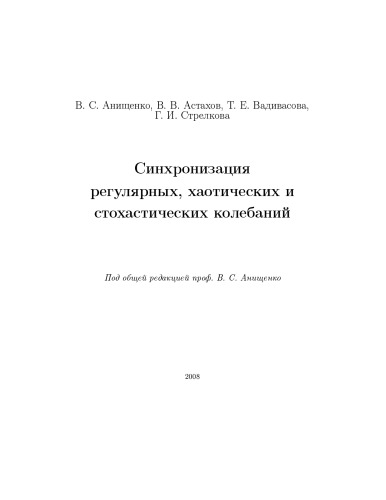 В. С. Анищенко, В. В. Астахов, Т. Е. Вадивасова,
Г. И. Стрелкова
Синхронизация
регулярных, хаотических и
стохастических колебаний
Под общей редакцией проф. В. С. Анищенко
2008